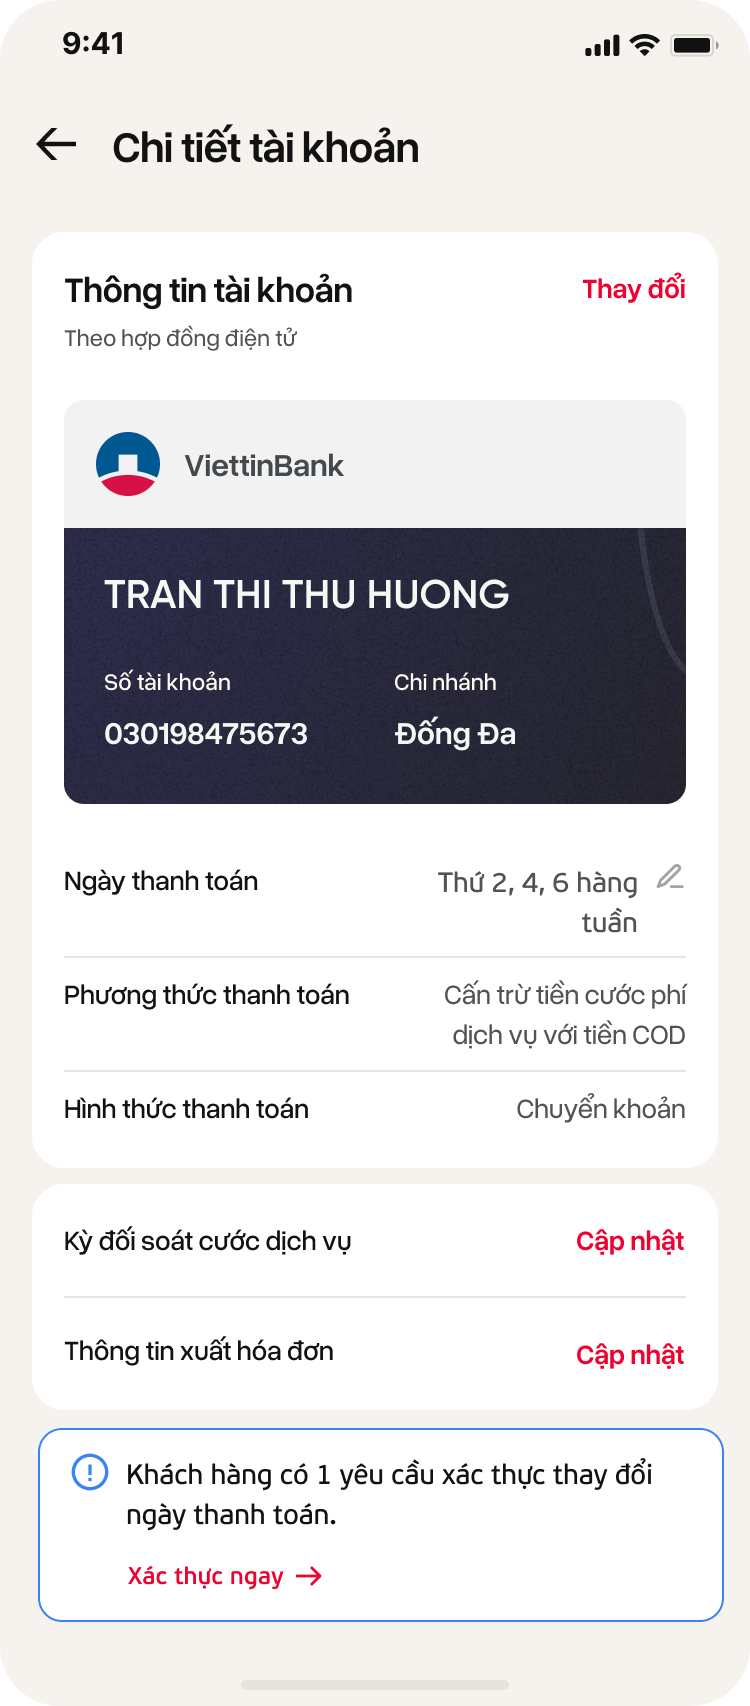 9:41
Chi tiết tài khoản
Thông tin tài khoản
Thay đổi
Theo hợp đồng điện tử
ViettinBank
TRAN THI THU HUONG
Số tài khoản
Chi nhánh
030198475673
Đống Đa
Ngày thanh toán
Thứ 2, 4, 6 hàng
tuần
Phương thức thanh toán
Cấn trừ tiền cước phí
dịch vụ với tiền COD
Hình thức thanh toán
Chuyển khoản
Kỳ đối soát cước dịch vụ
Cập nhật
Thông tin xuất hóa đơn
Cập nhật
Khách hàng có 1 yêu cầu xác thực thay đổi
ngày thanh toán.
Xác thực ngay